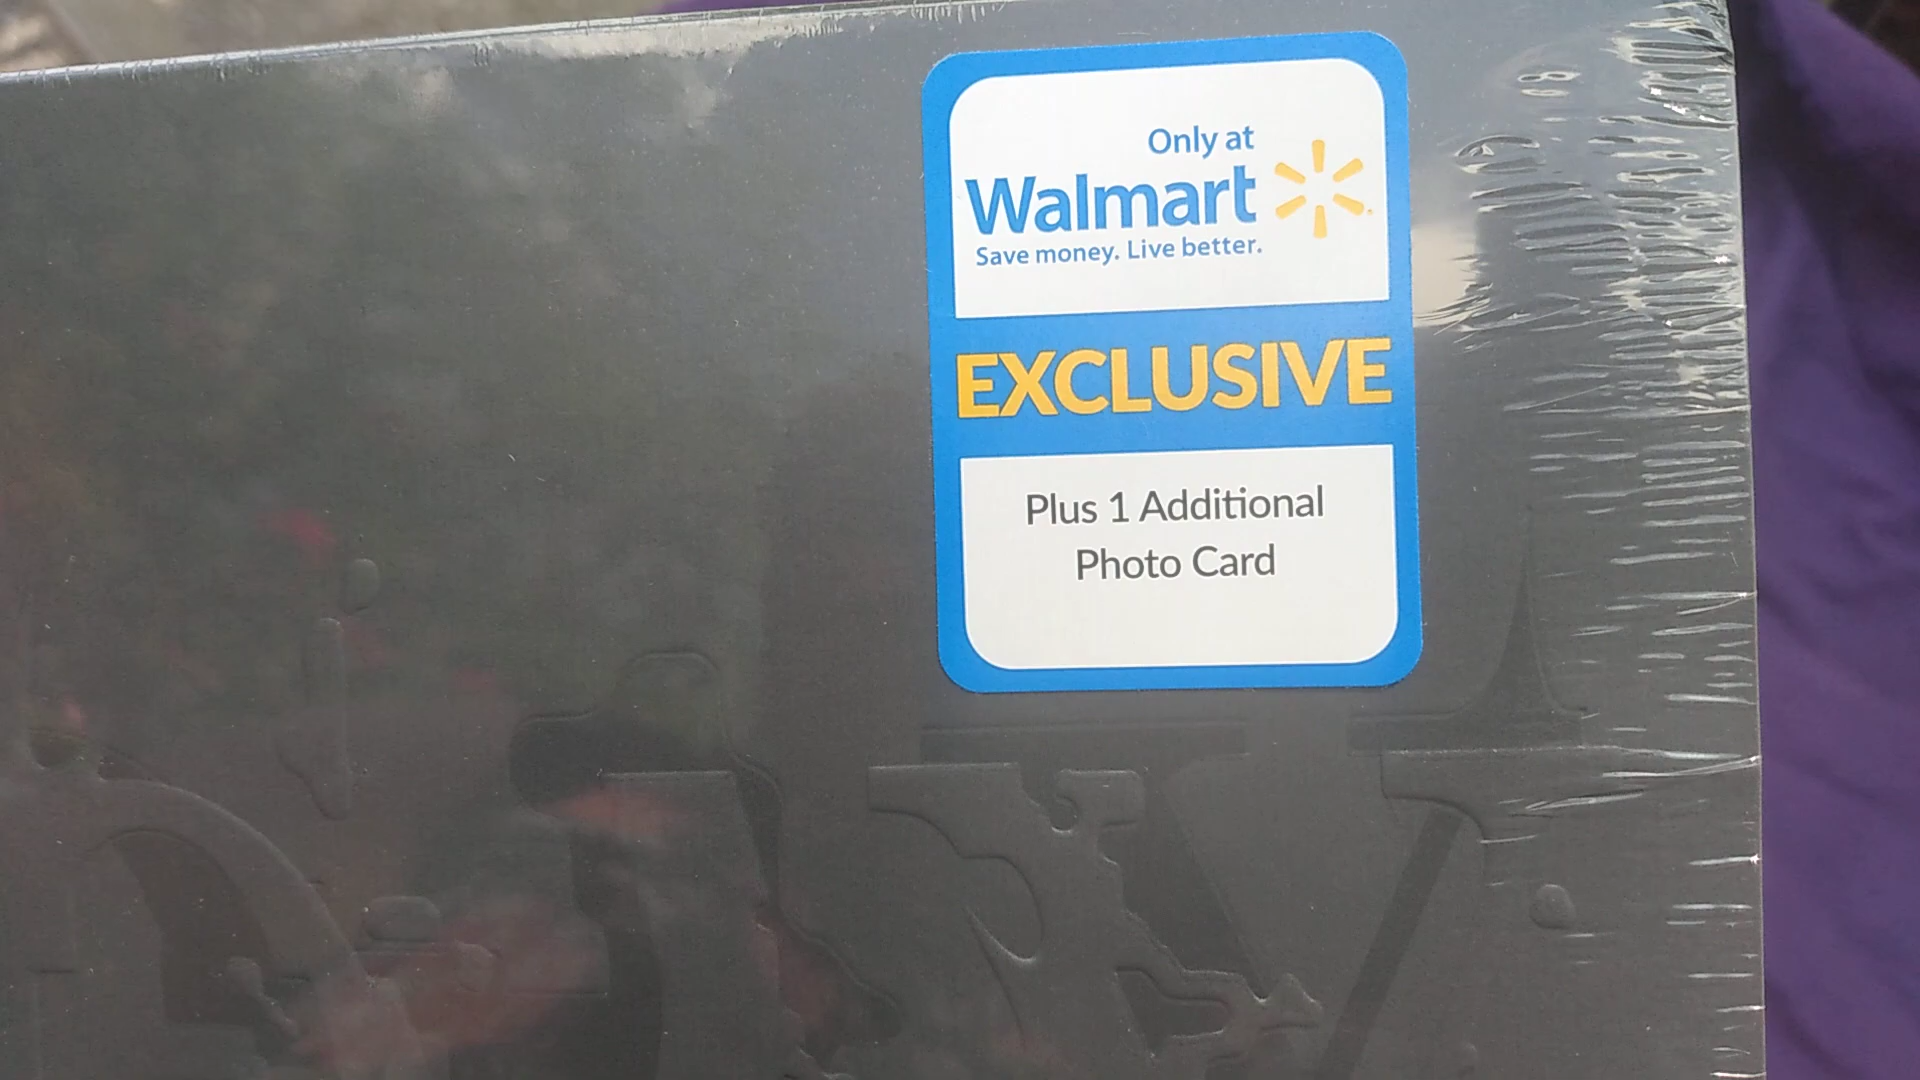 Only at
Walmart
Save money. Live better.
EXCLUSIVE
Plus 1 Additional
Photo Card